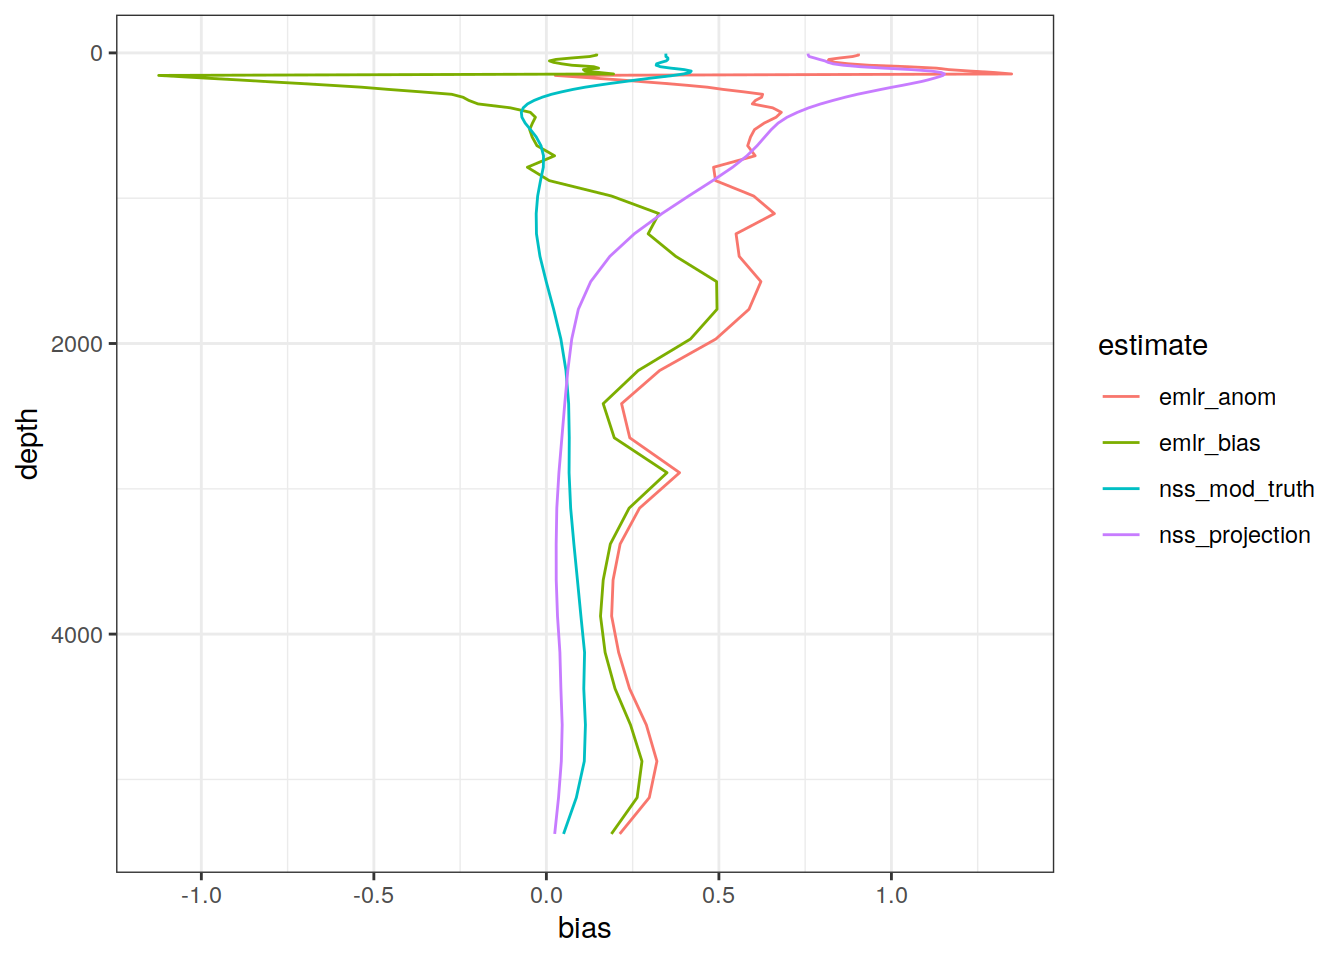 0
2000
4000
depth
-1.0
-0.5
0.0
0.5
1.0
bias
estimate
emlr_anom
emlr_bias
nss_mod_truth
nss_projection